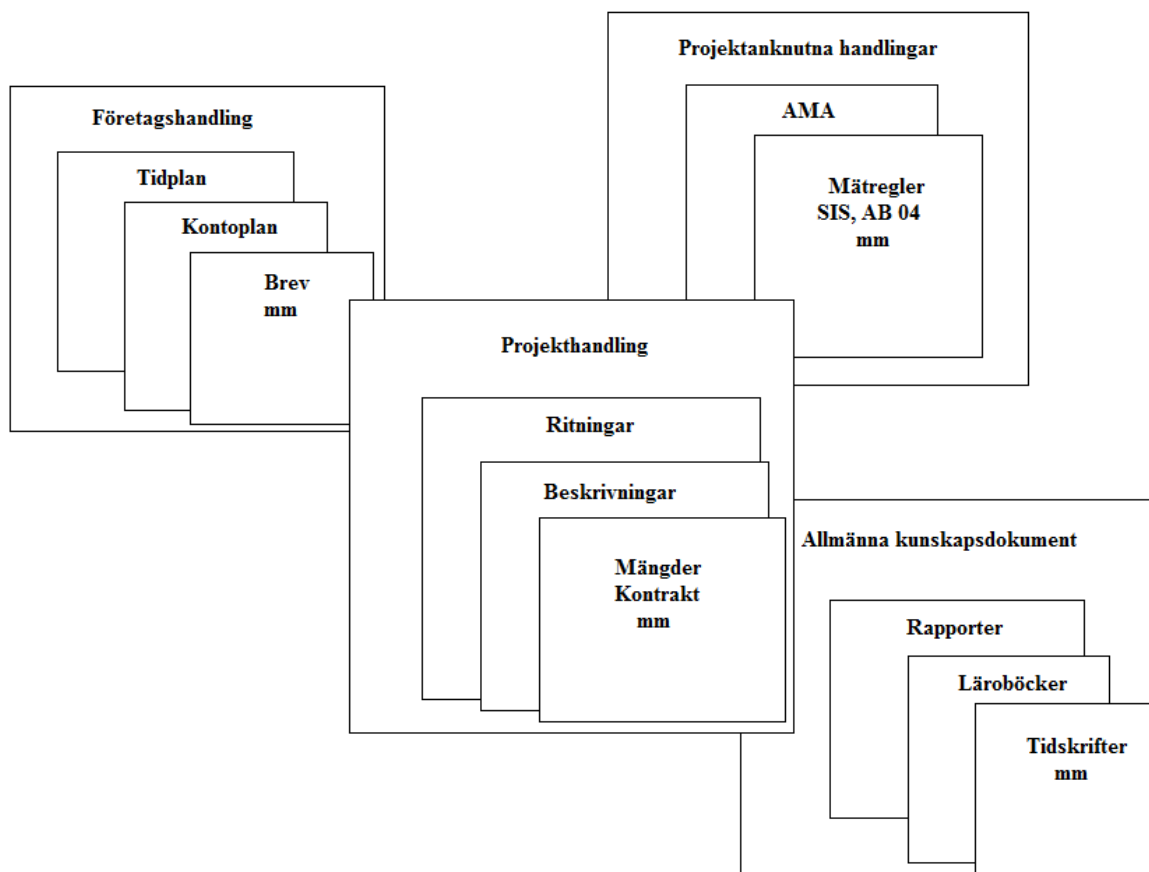 Företagshandling
Tidplan
Kontoplan
Brev
mm
Projektanknutna handlingar
AMA
Mätregler
SIS, AB 04
mm
Projekthandling
Ritningar
Beskrivningar
Mängder
Kontrakt
mm
Allmänna kunskapsdokument
Rapporter
Läroböcker
Tidskrifter
mm